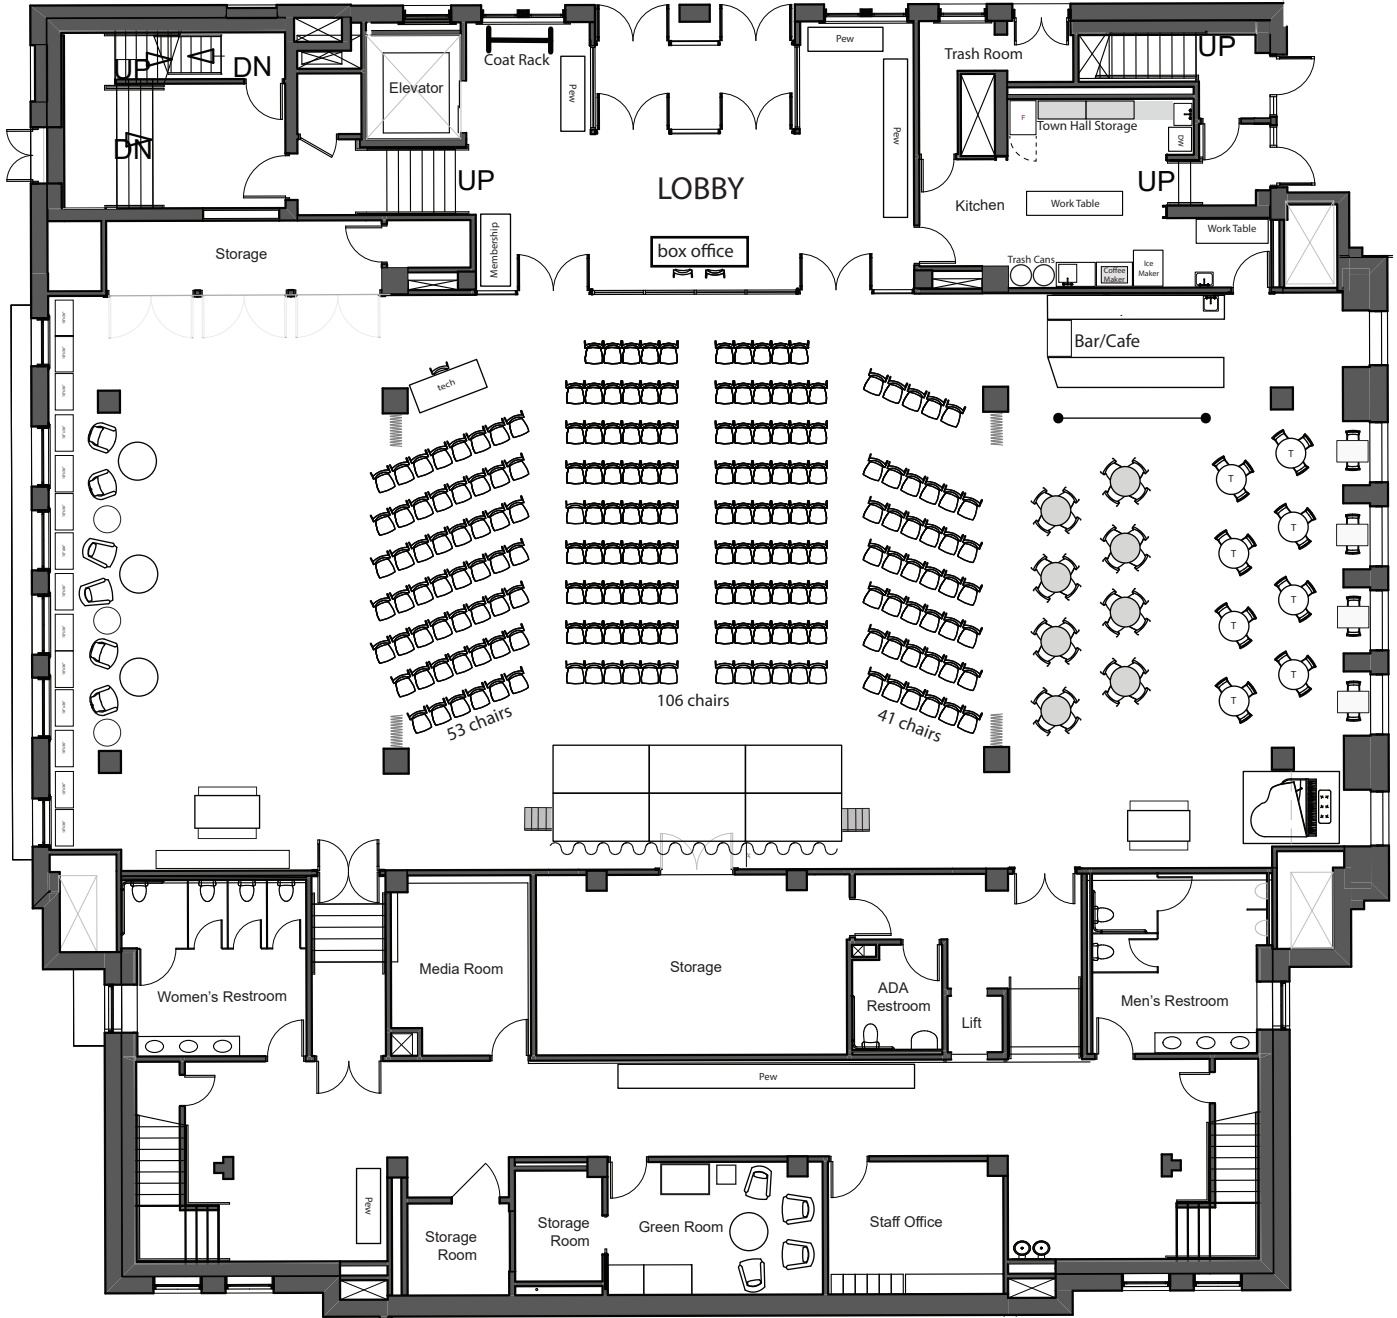 UP
DN
DN
Elevator
Coat Rack
Pew
Pew
Pew
Trash Room
UP
F
Town Hall Storage
DW
UP
LOBBY
UP
Kitchen
Work Table
Work Table
Storage
Membership
box office
Trash Cans
Coffee
Maker
Ice
Maker
Bar/Cafe
tech
T
T
T
T
T
T
T
T
53 chairs
106 chairs
41 chairs
Women's Restroom
Media Room
Storage
ADA
Restroom
Lift
Men's Restroom
Pew
Pew
Storage
Room
Storage
Room
Green Room
Staff Office